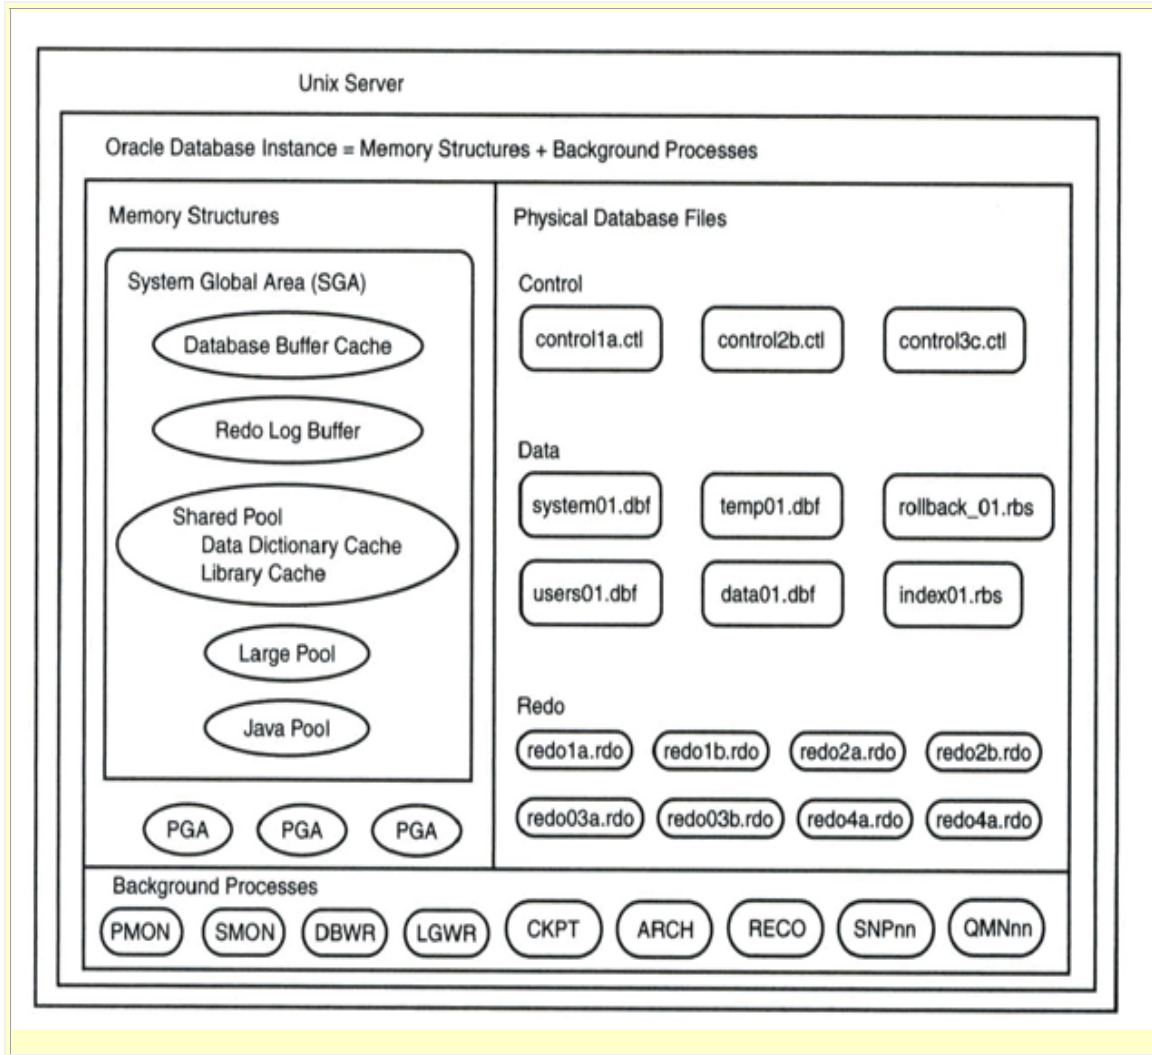 Unix Server
Oracle Database Instance = Memory Structures + Background Processes
Memory Structures
System Global Area (SGA)
Database Buffer Cache
Redo Log Buffer
Shared Pool
Data Dictionary Cache
Library Cache
Large Pool
Java Pool
PGA PGA PGA
Physical Database Files
Control
control1a.ctl control2b.ctl control3c.ctl
Data
system01.dbf temp01.dbf rollback_01.rbs
users01.dbf data01.dbf index01.rbs
Redo
redo1a.rdo redo1b.rdo redo2a.rdo redo2b.rdo
redo03a.rdo redo03b.rdo redo4a.rdo redo4a.rdo
Background Processes
PMON SMON DBWR LGWR CKPT ARCH RECO SNPnn QMNnn